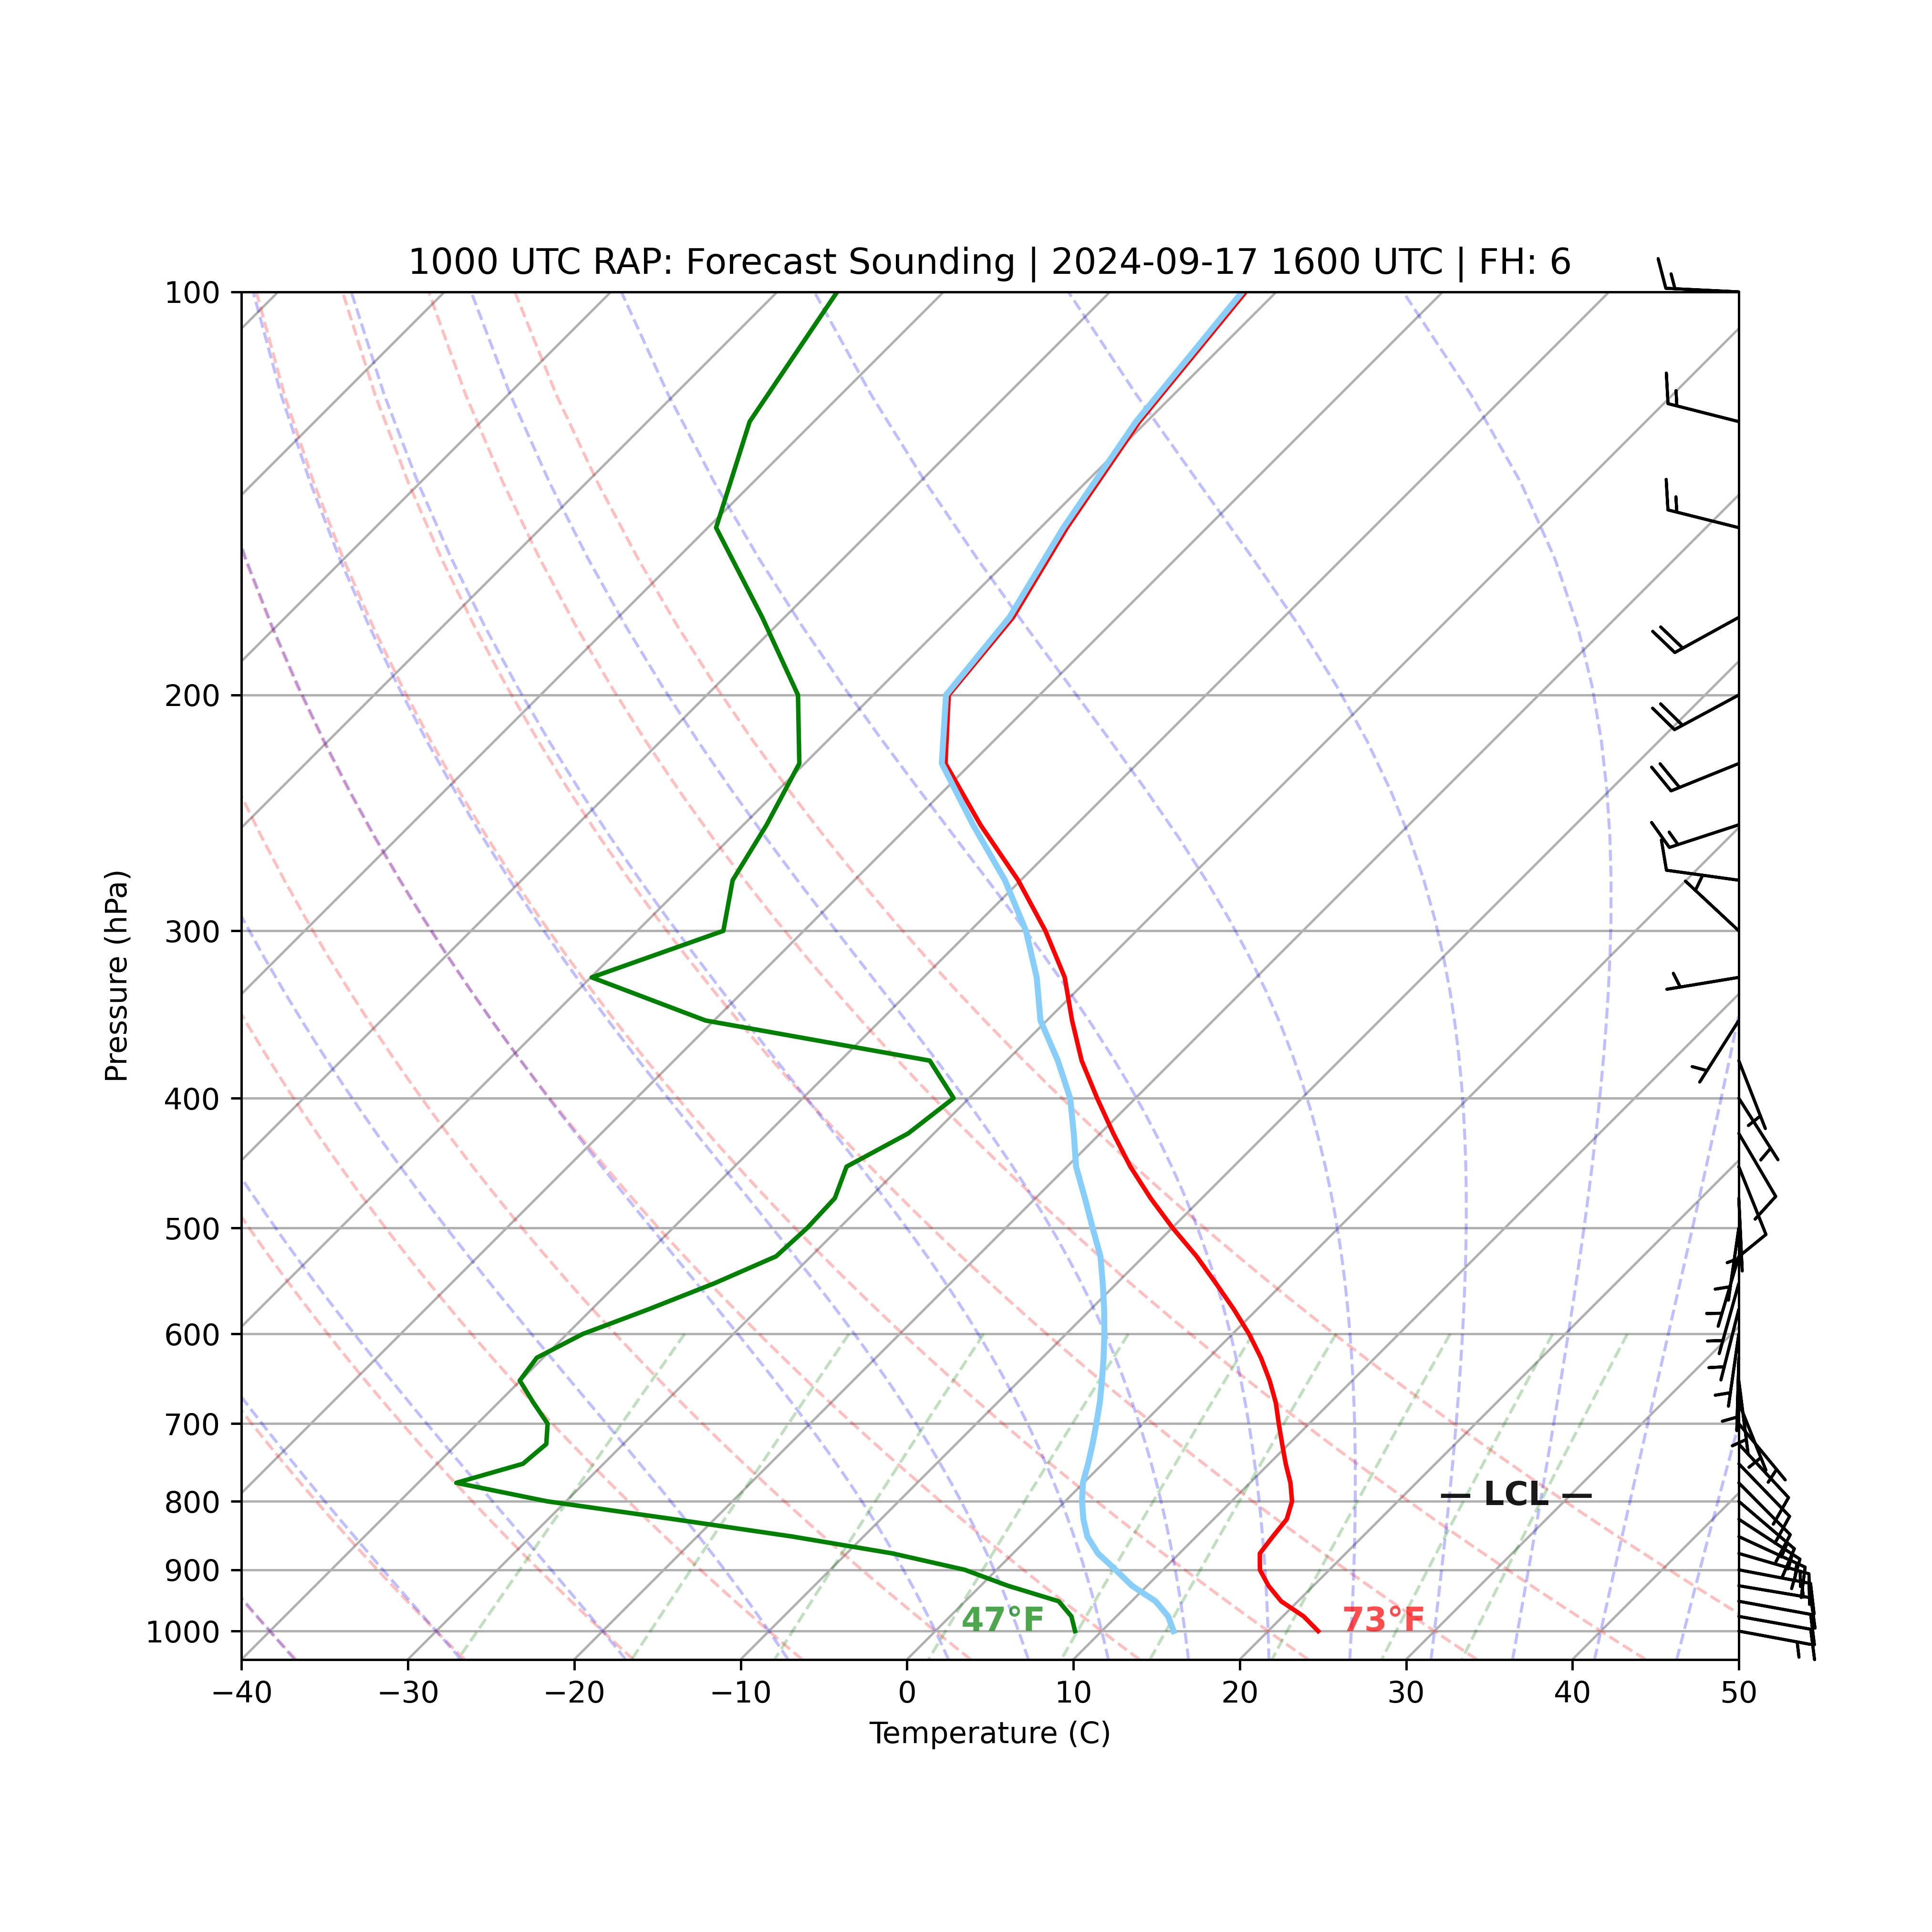 1000 UTC RAP: Forecast Sounding | 2024-09-17 1600 UTC | FH: 6
100
200
300
400
500
600
700
800
900
1000
Pressure (hPa)
— LCL —
47°F
73°F
−40 −30 −20 −10 0 10 20 30 40 50
Temperature (C)